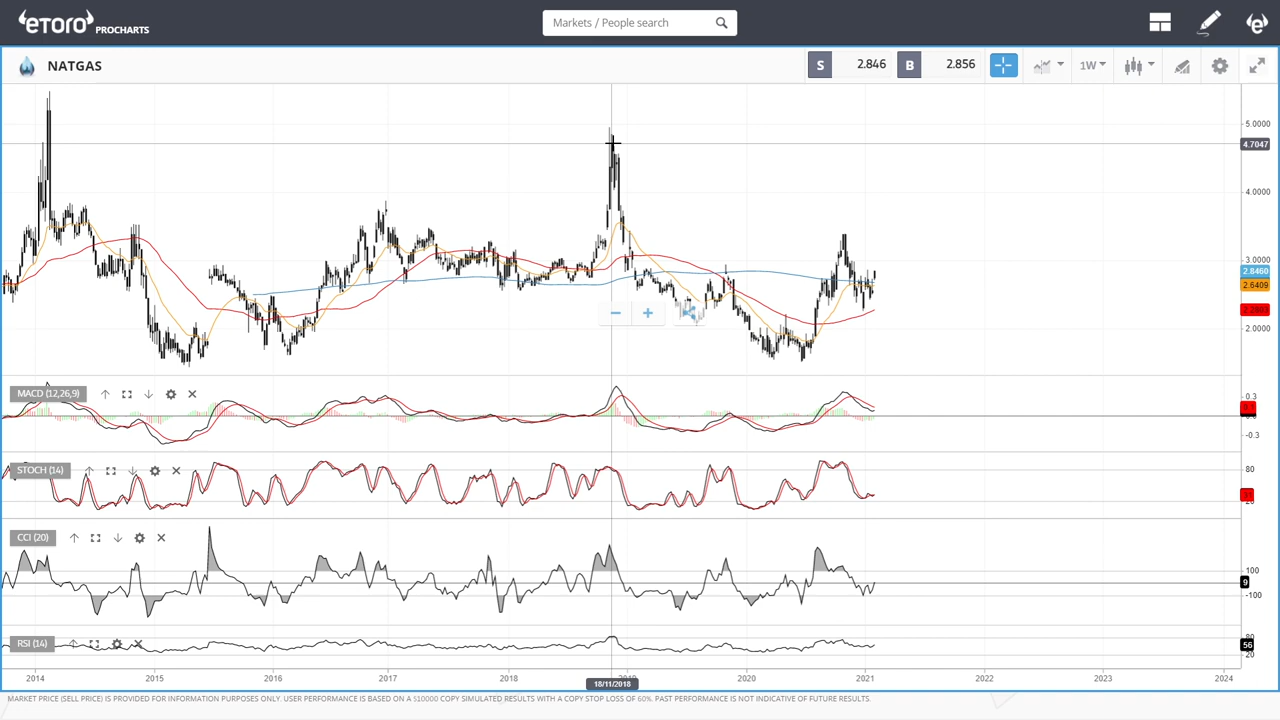 eToro PROCHARTS
Markets / People search
NATGAS
S 2.846 B 2.856
1W
5.0000
4.7047
4.0000
3.0000
2.8460
2.6409
2.0000
MACD (12,26,9)
0.3
-0.3
STOCH (14)
80
CCI (20)
100
9
-100
RSI (14)
80
56
20
2014 2015 2016 2017 2018 2019 2020 2021 2022 2023 2024
18/11/2018
MARKET PRICE (SELL PRICE) IS PROVIDED FOR INFORMATION PURPOSES ONLY. USER PERFORMANCE IS BASED ON A $10000 COPY SIMULATED RESULTS WITH A COPY STOP LOSS OF 60%. PAST PERFORMANCE IS NOT INDICATIVE OF FUTURE RESULTS.